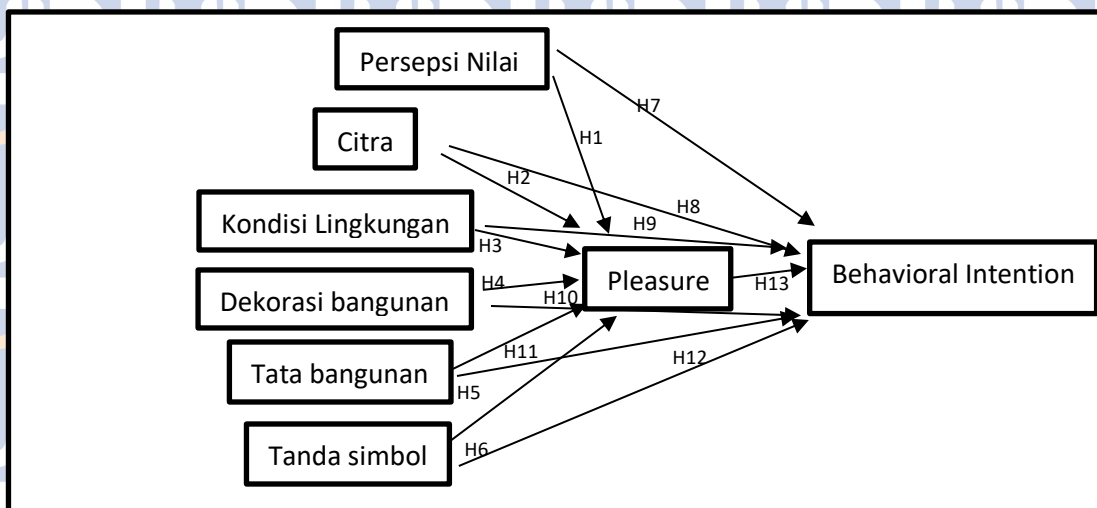 Persepsi Nilai
H7
H1
Citra
H2
H8
Kondisi Lingkungan
H9
H3
Pleasure
Behavioral Intention
H4
H13
Dekorasi bangunan
H10
H11
H12
Tata bangunan
H5
Tanda simbol
H6